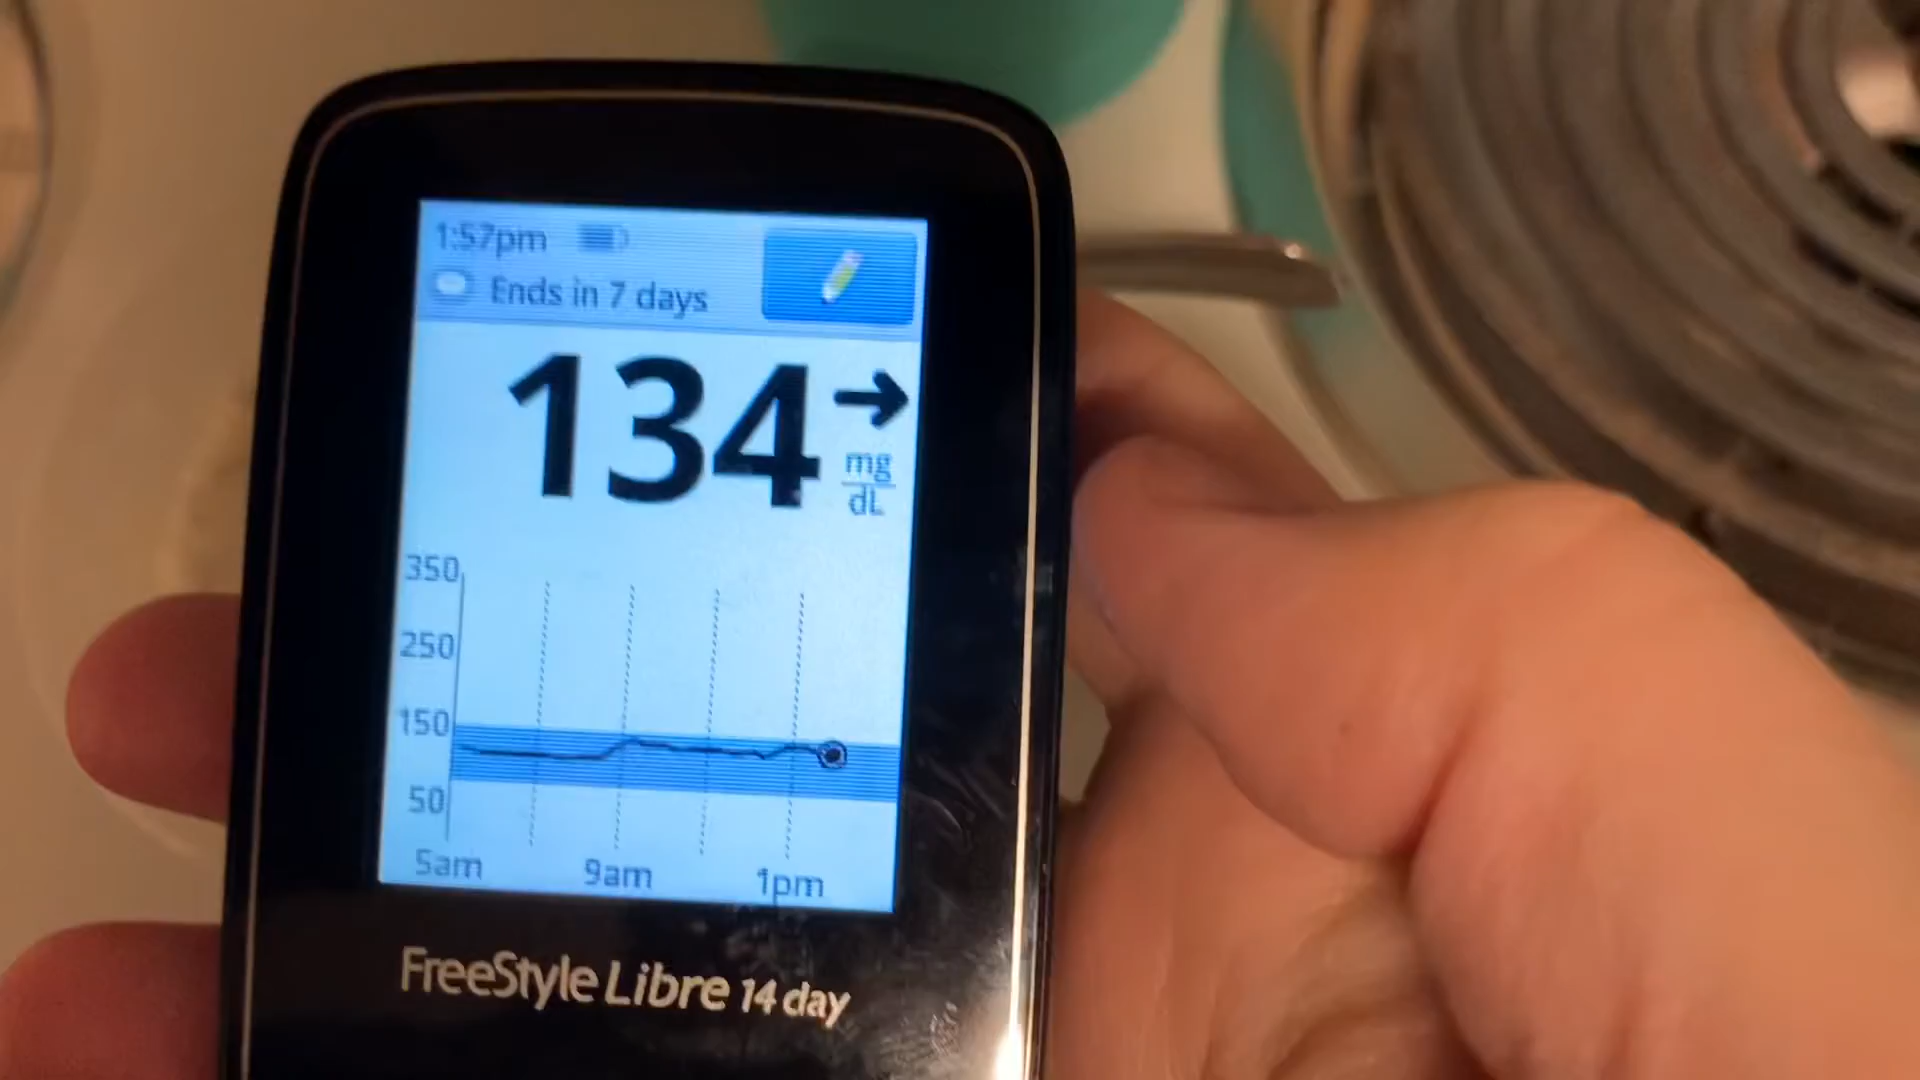 1:57pm
Ends in 7 days
134
mg
dL
350
250
150
50
5am 9am 1pm
FreeStyle Libre 14 day